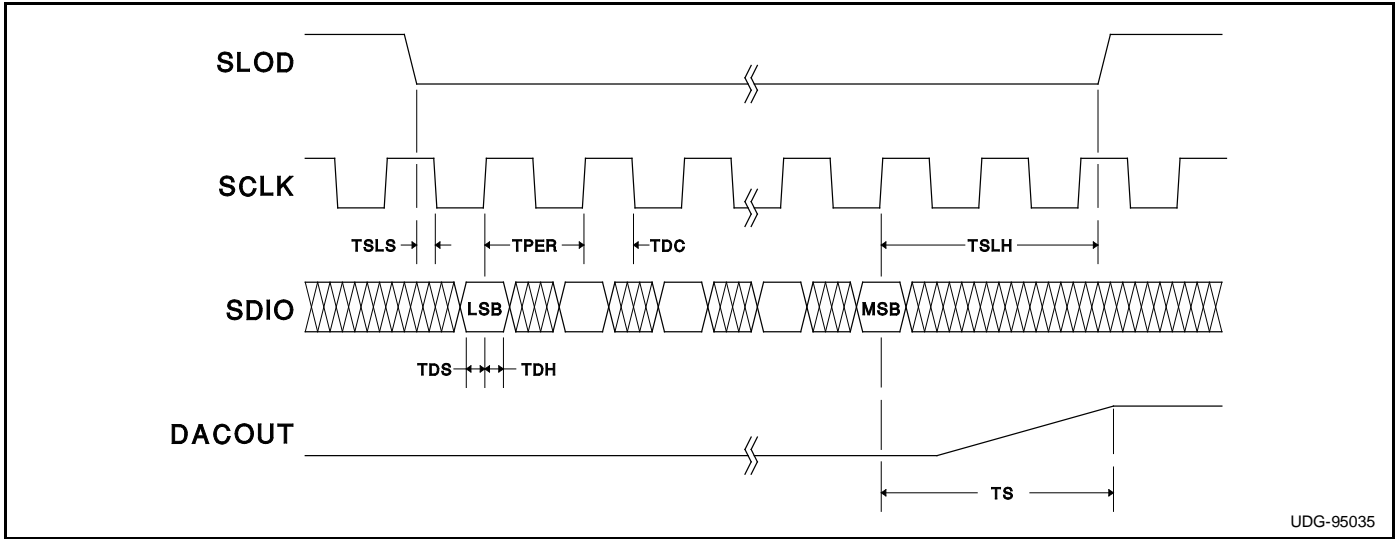 SLOD
SCLK
TSLS
TPER
TDC
TSLH
SDIO
LSB
MSB
TDS
TDH
DACOUT
TS
UDG-95035